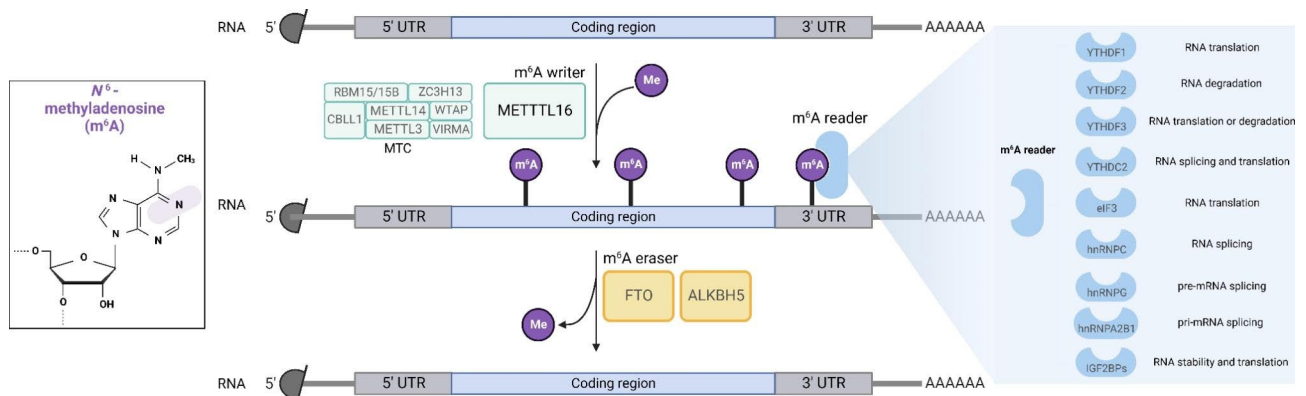 RNA 5' 5' UTR Coding region 3' UTR AAAAAA
N⁶-
methyladenosine
(m⁶A)
H
N
CH₃
N
N
N
N
O
O
O
OH
m⁶A writer
Me
RBM15/15B
ZC3H13
CBLL1
METTL14
WTAP
METTL3
VIRMA
MTC
METTTL16
m⁶A reader
m⁶A
m⁶A
m⁶A
m⁶A
RNA 5' 5' UTR Coding region 3' UTR AAAAAA
m⁶A eraser
FTO
ALKBH5
Me
RNA 5' 5' UTR Coding region 3' UTR AAAAAA
m⁶A reader
YTHDF1 RNA translation
YTHDF2 RNA degradation
YTHDF3 RNA translation or degradation
YTHDC2 RNA splicing and translation
eIF3 RNA translation
hnRNPC RNA splicing
hnRNPG pre-mRNA splicing
hnRNPA2B1 pri-mRNA splicing
IGF2BPs RNA stability and translation